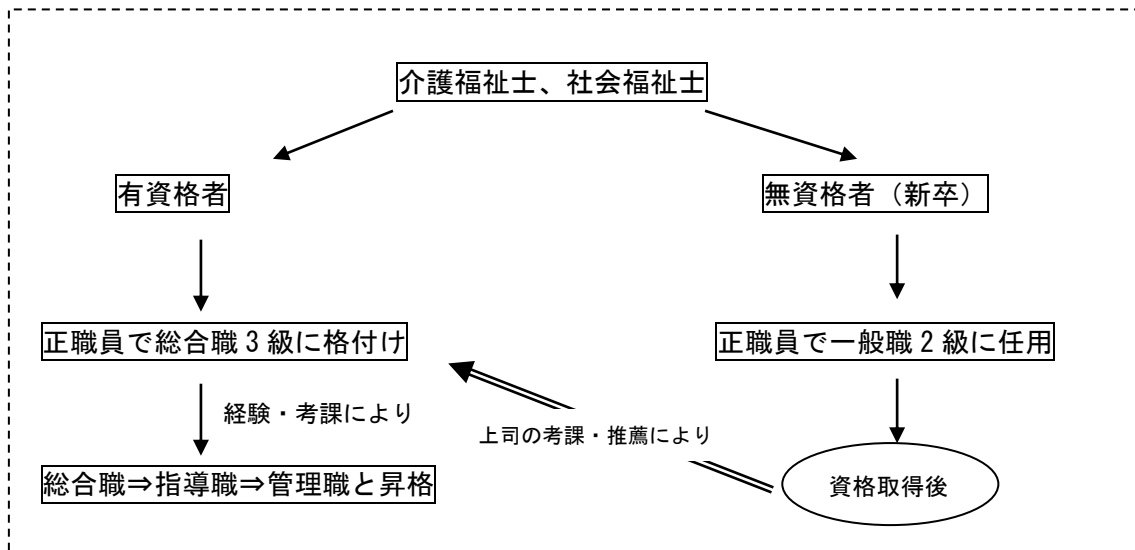 介護福祉士、社会福祉士
有資格者
無資格者（新卒）
正職員で総合職３級に格付け
正職員で一般職２級に任用
経験・考課により
上司の考課・推薦により
総合職⇒指導職⇒管理職と昇格
資格取得後